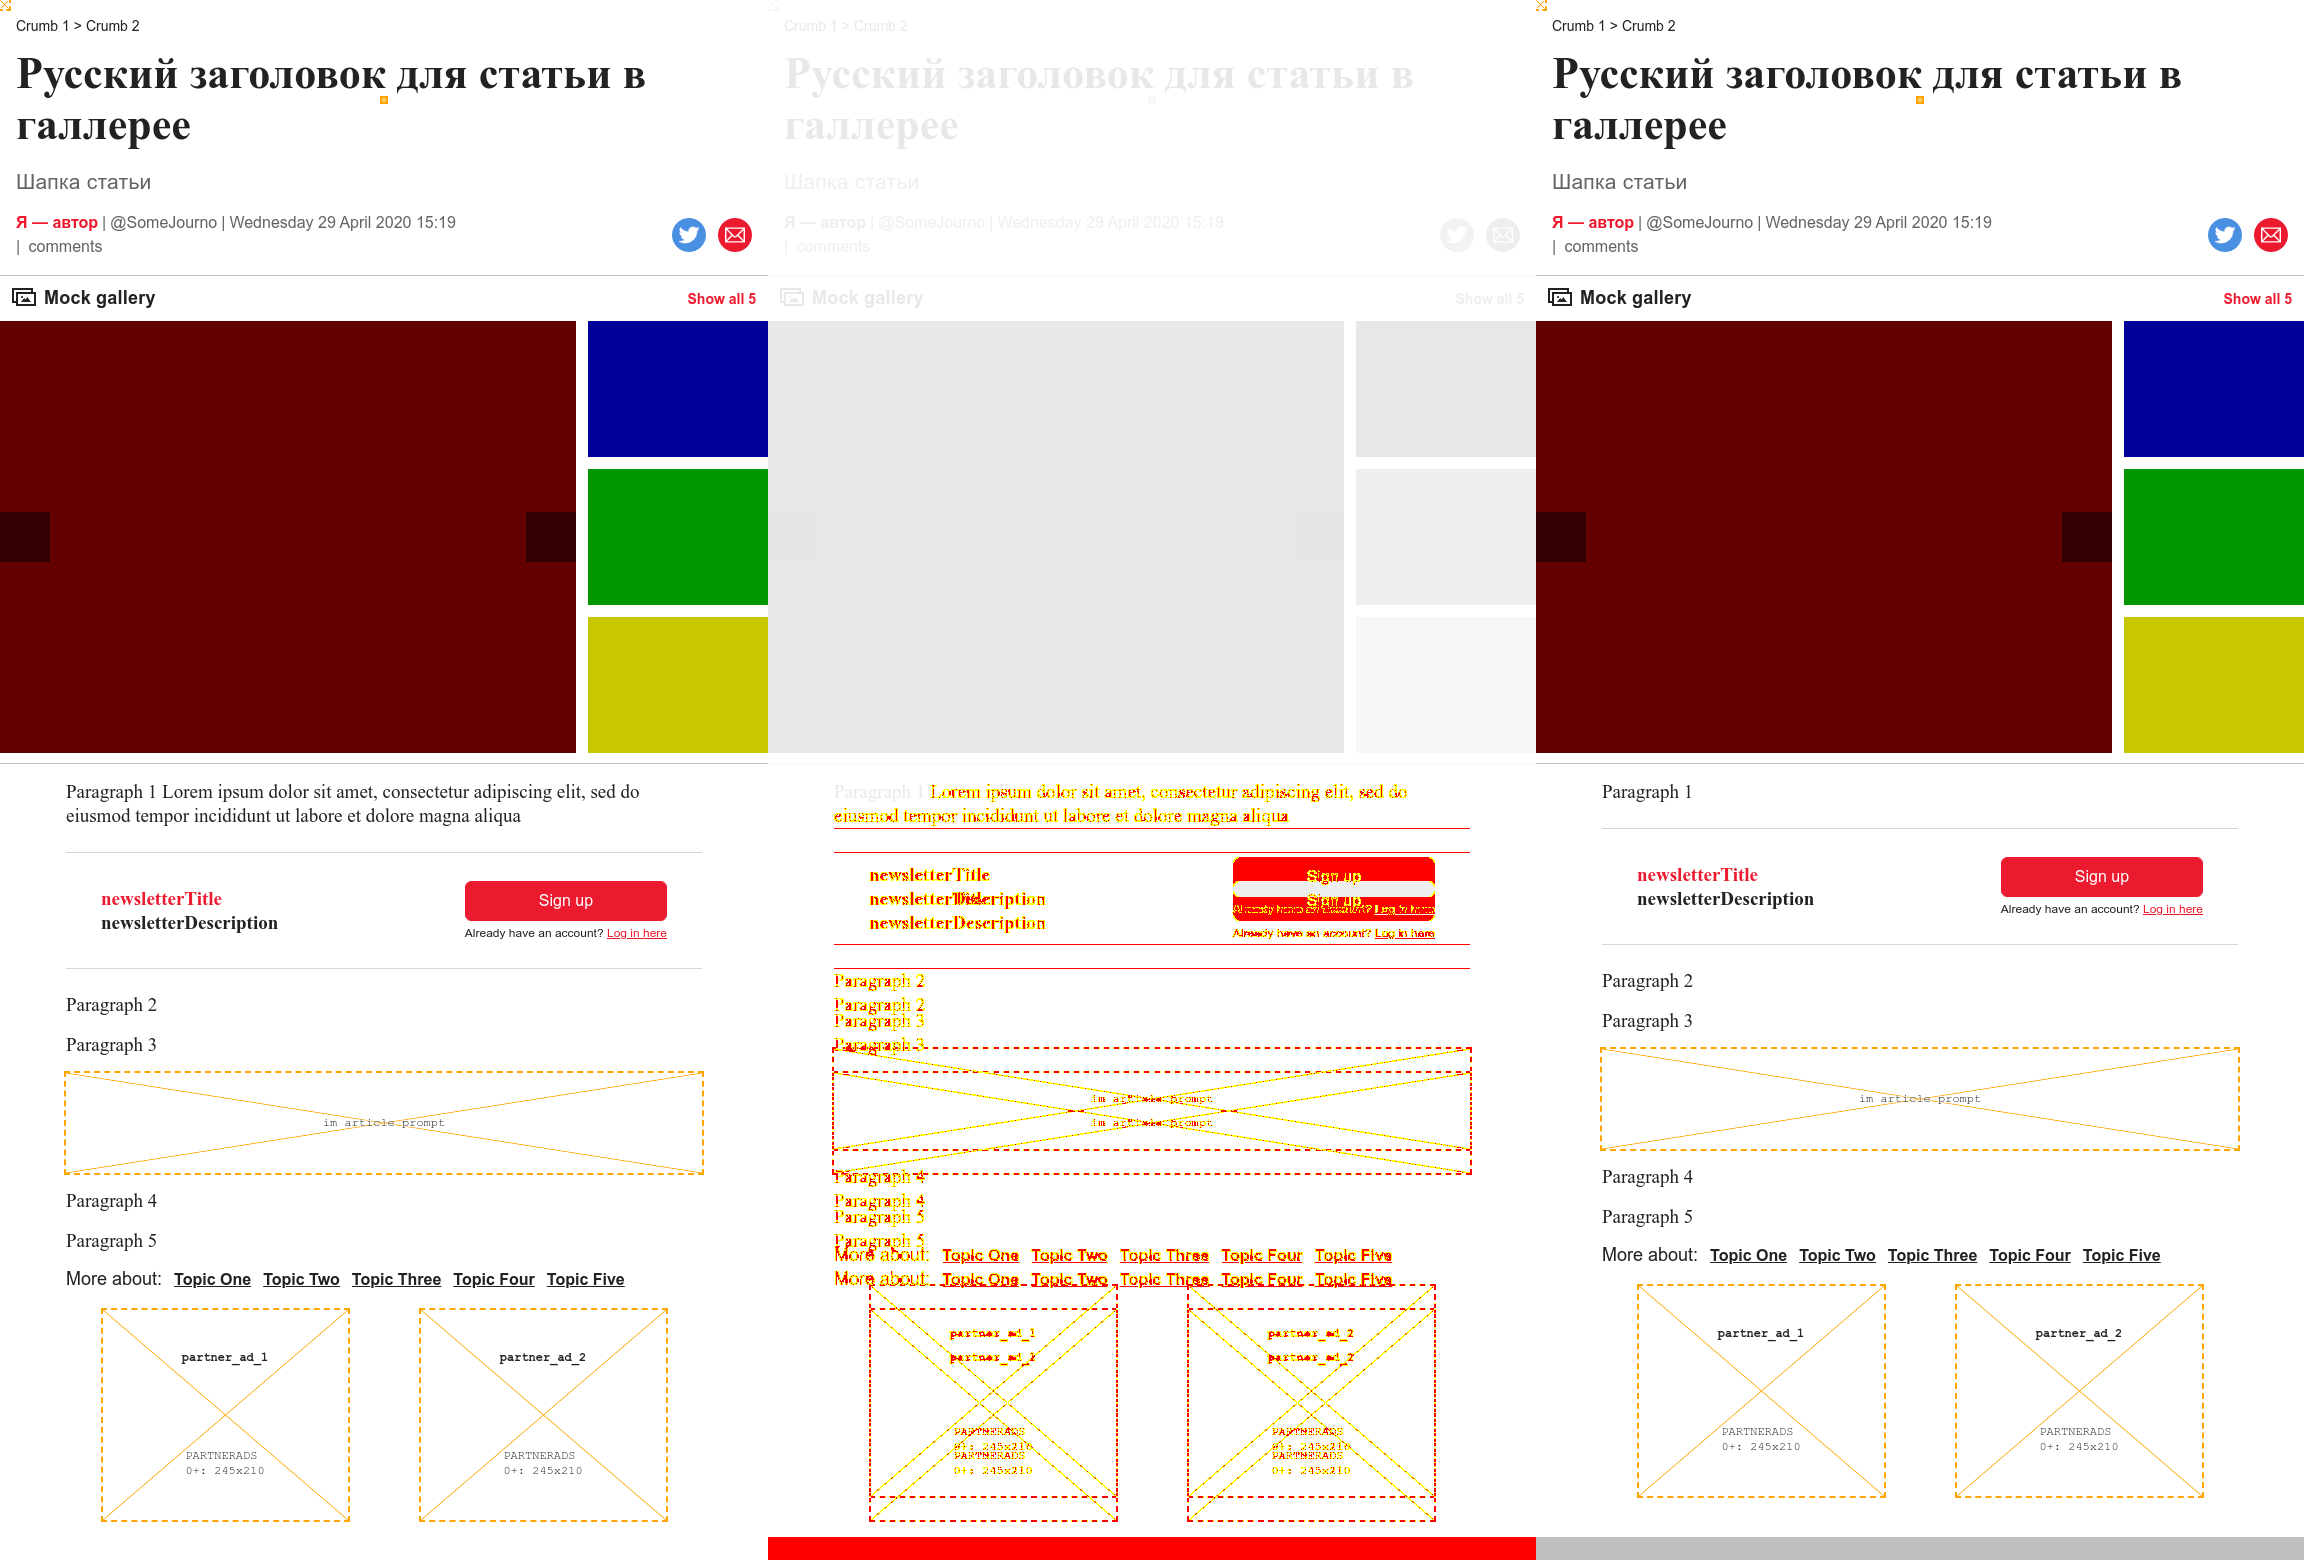 Crumb 1 > Crumb 2
Русский заголовок для статьи в
галлерее
Шапка статьи
Я — автор | @SomeJourno | Wednesday 29 April 2020 15:19
| comments
Mock gallery
Show all 5
Paragraph 1 Lorem ipsum dolor sit amet, consectetur adipiscing elit, sed do
eiusmod tempor incididunt ut labore et dolore magna aliqua
newsletterTitle
newsletterDescription
Sign up
Already have an account? Log in here
Paragraph 2
Paragraph 3
im article prompt
Paragraph 4
Paragraph 5
More about: Topic One Topic Two Topic Three Topic Four Topic Five
partner_ad_1
PARTNERADS
0+: 245x210
partner_ad_2
PARTNERADS
0+: 245x210
Crumb 1 > Crumb 2
Русский заголовок для статьи в
галлерее
Шапка статьи
Я — автор | @SomeJourno | Wednesday 29 April 2020 15:19
| comments
Mock gallery
Show all 5
Paragraph 1 Lorem ipsum dolor sit amet, consectetur adipiscing elit, sed do
eiusmod tempor incididunt ut labore et dolore magna aliqua
newsletterTitle
newsletterDescription
newsletterDescription
Sign up
Sign up
Already have an account? Log in here
Already have an account? Log in here
Paragraph 2
Paragraph 2
Paragraph 3
Paragraph 3
im article prompt
im article prompt
Paragraph 4
Paragraph 4
Paragraph 5
Paragraph 5
More about: Topic One Topic Two Topic Three Topic Four Topic Five
More about: Topic One Topic Two Topic Three Topic Four Topic Five
partner_ad_1
partner_ad_1
PARTNERADS
0+: 245x210
PARTNERADS
0+: 245x210
partner_ad_2
partner_ad_2
PARTNERADS
0+: 245x210
PARTNERADS
0+: 245x210
Crumb 1 > Crumb 2
Русский заголовок для статьи в
галлерее
Шапка статьи
Я — автор | @SomeJourno | Wednesday 29 April 2020 15:19
| comments
Mock gallery
Show all 5
Paragraph 1
newsletterTitle
newsletterDescription
Sign up
Already have an account? Log in here
Paragraph 2
Paragraph 3
im article prompt
Paragraph 4
Paragraph 5
More about: Topic One Topic Two Topic Three Topic Four Topic Five
partner_ad_1
PARTNERADS
0+: 245x210
partner_ad_2
PARTNERADS
0+: 245x210